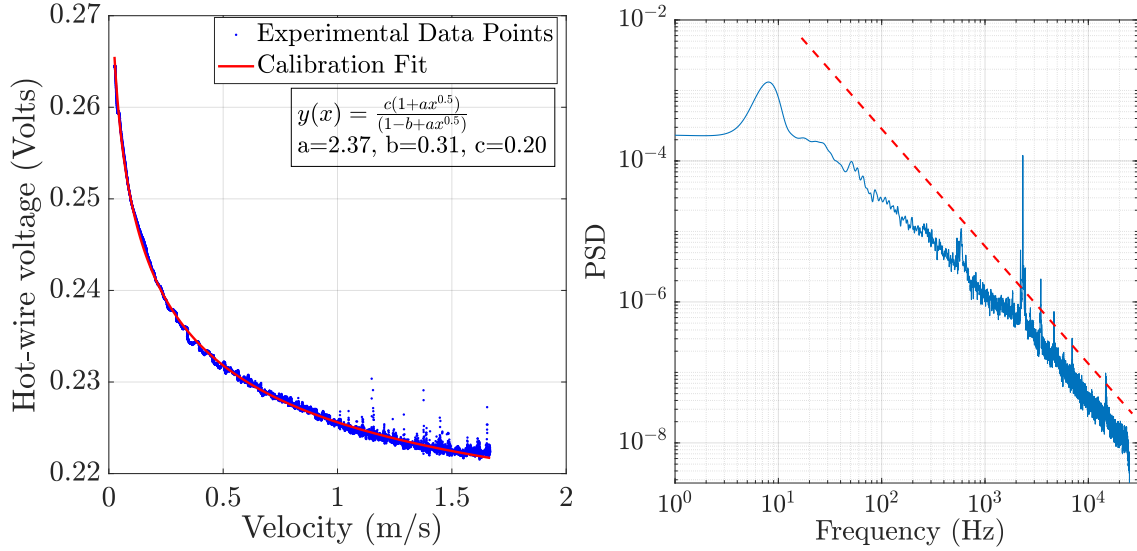 0.27
0.26
0.25
0.24
0.23
0.22
0
0.5
1
1.5
2
Hot-wire voltage (Volts)
Velocity (m/s)
Experimental Data Points
Calibration Fit
y(x) = c(1+ax^0.5)/(1−b+ax^0.5)
a=2.37, b=0.31, c=0.20
10^-2
10^-4
10^-6
10^-8
10^0
10^1
10^2
10^3
10^4
PSD
Frequency (Hz)